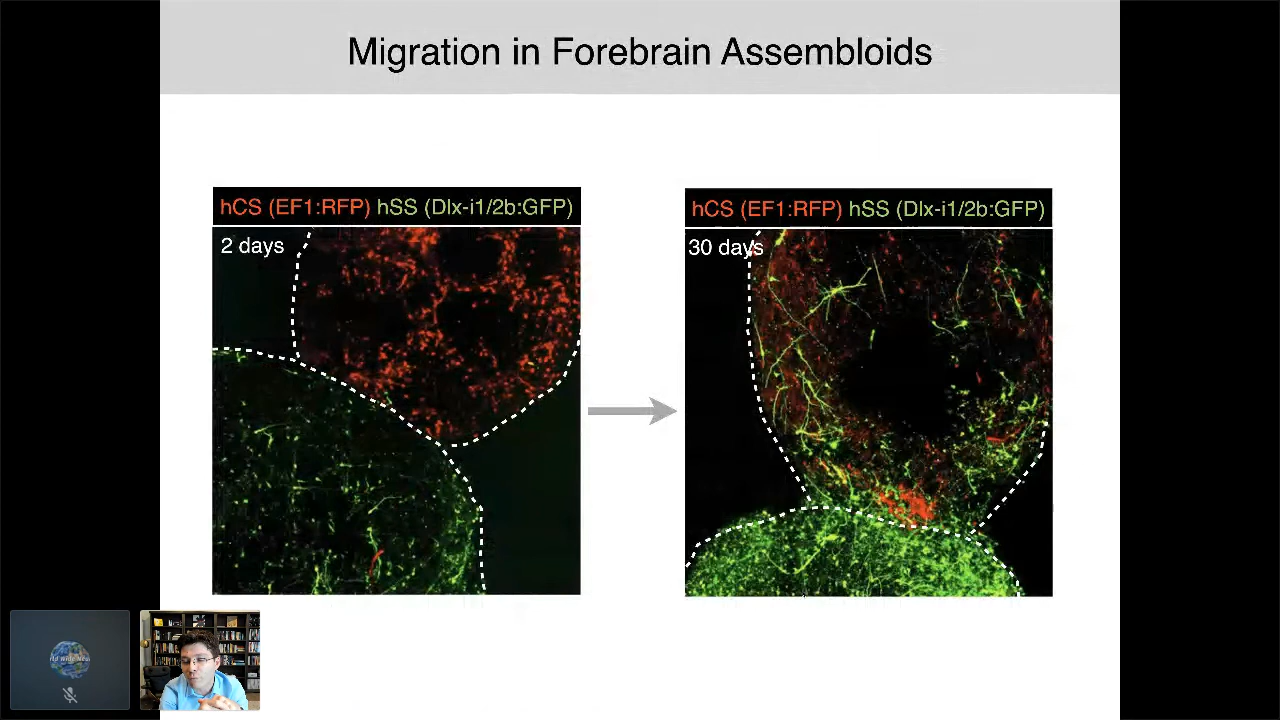 Migration in Forebrain Assembloids
hCS (EF1:RFP) hSS (Dlx-i1/2b:GFP)
2 days
hCS (EF1:RFP) hSS (Dlx-i1/2b:GFP)
30 days